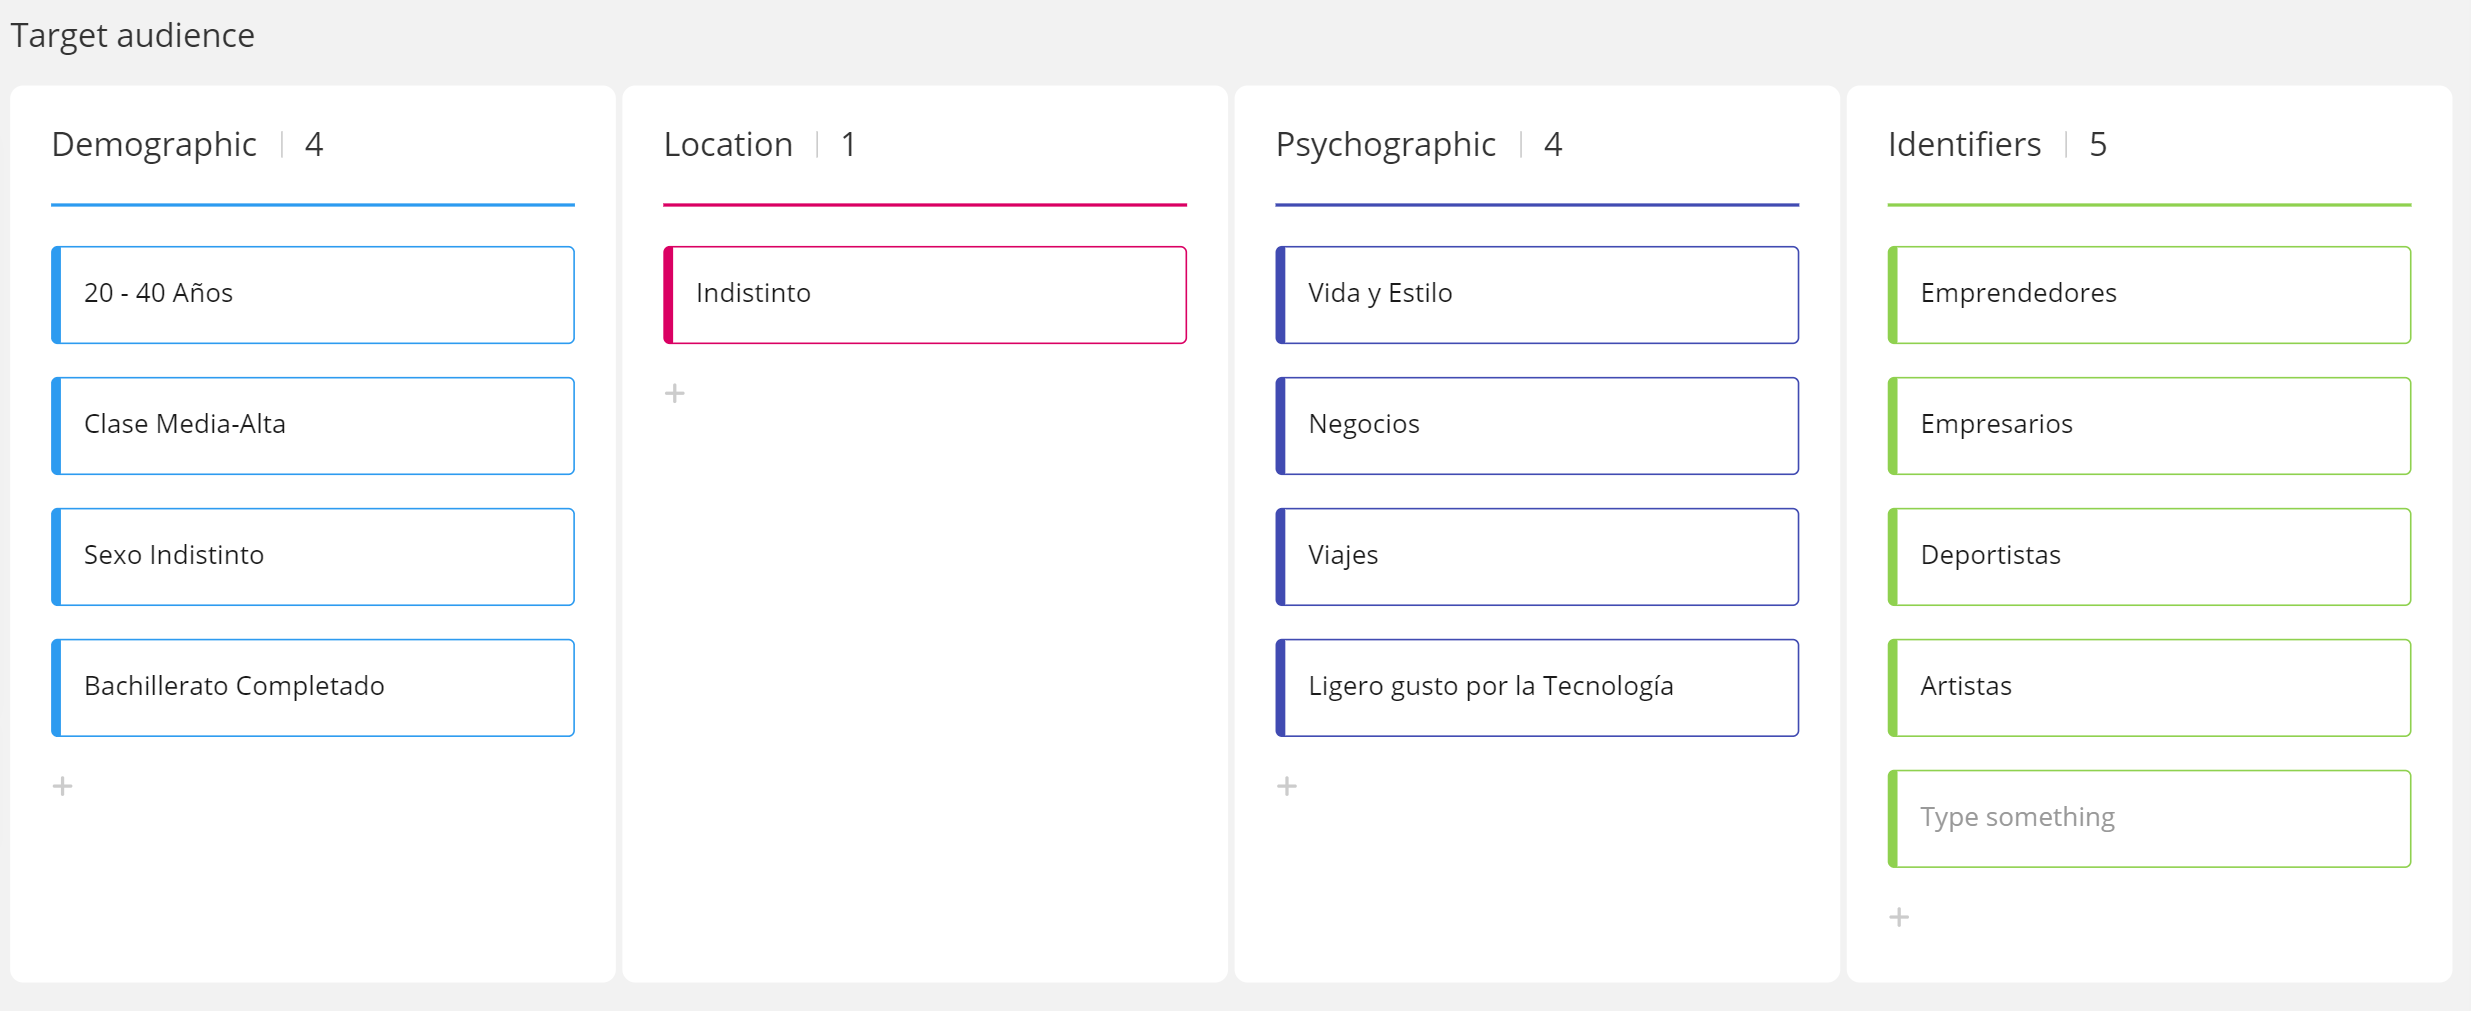 Target audience
Demographic | 4
20 - 40 Años
Clase Media-Alta
Sexo Indistinto
Bachillerato Completado
+
Location | 1
Indistinto
+
Psychographic | 4
Vida y Estilo
Negocios
Viajes
Ligero gusto por la Tecnología
+
Identifiers | 5
Emprendedores
Empresarios
Deportistas
Artistas
Type something
+